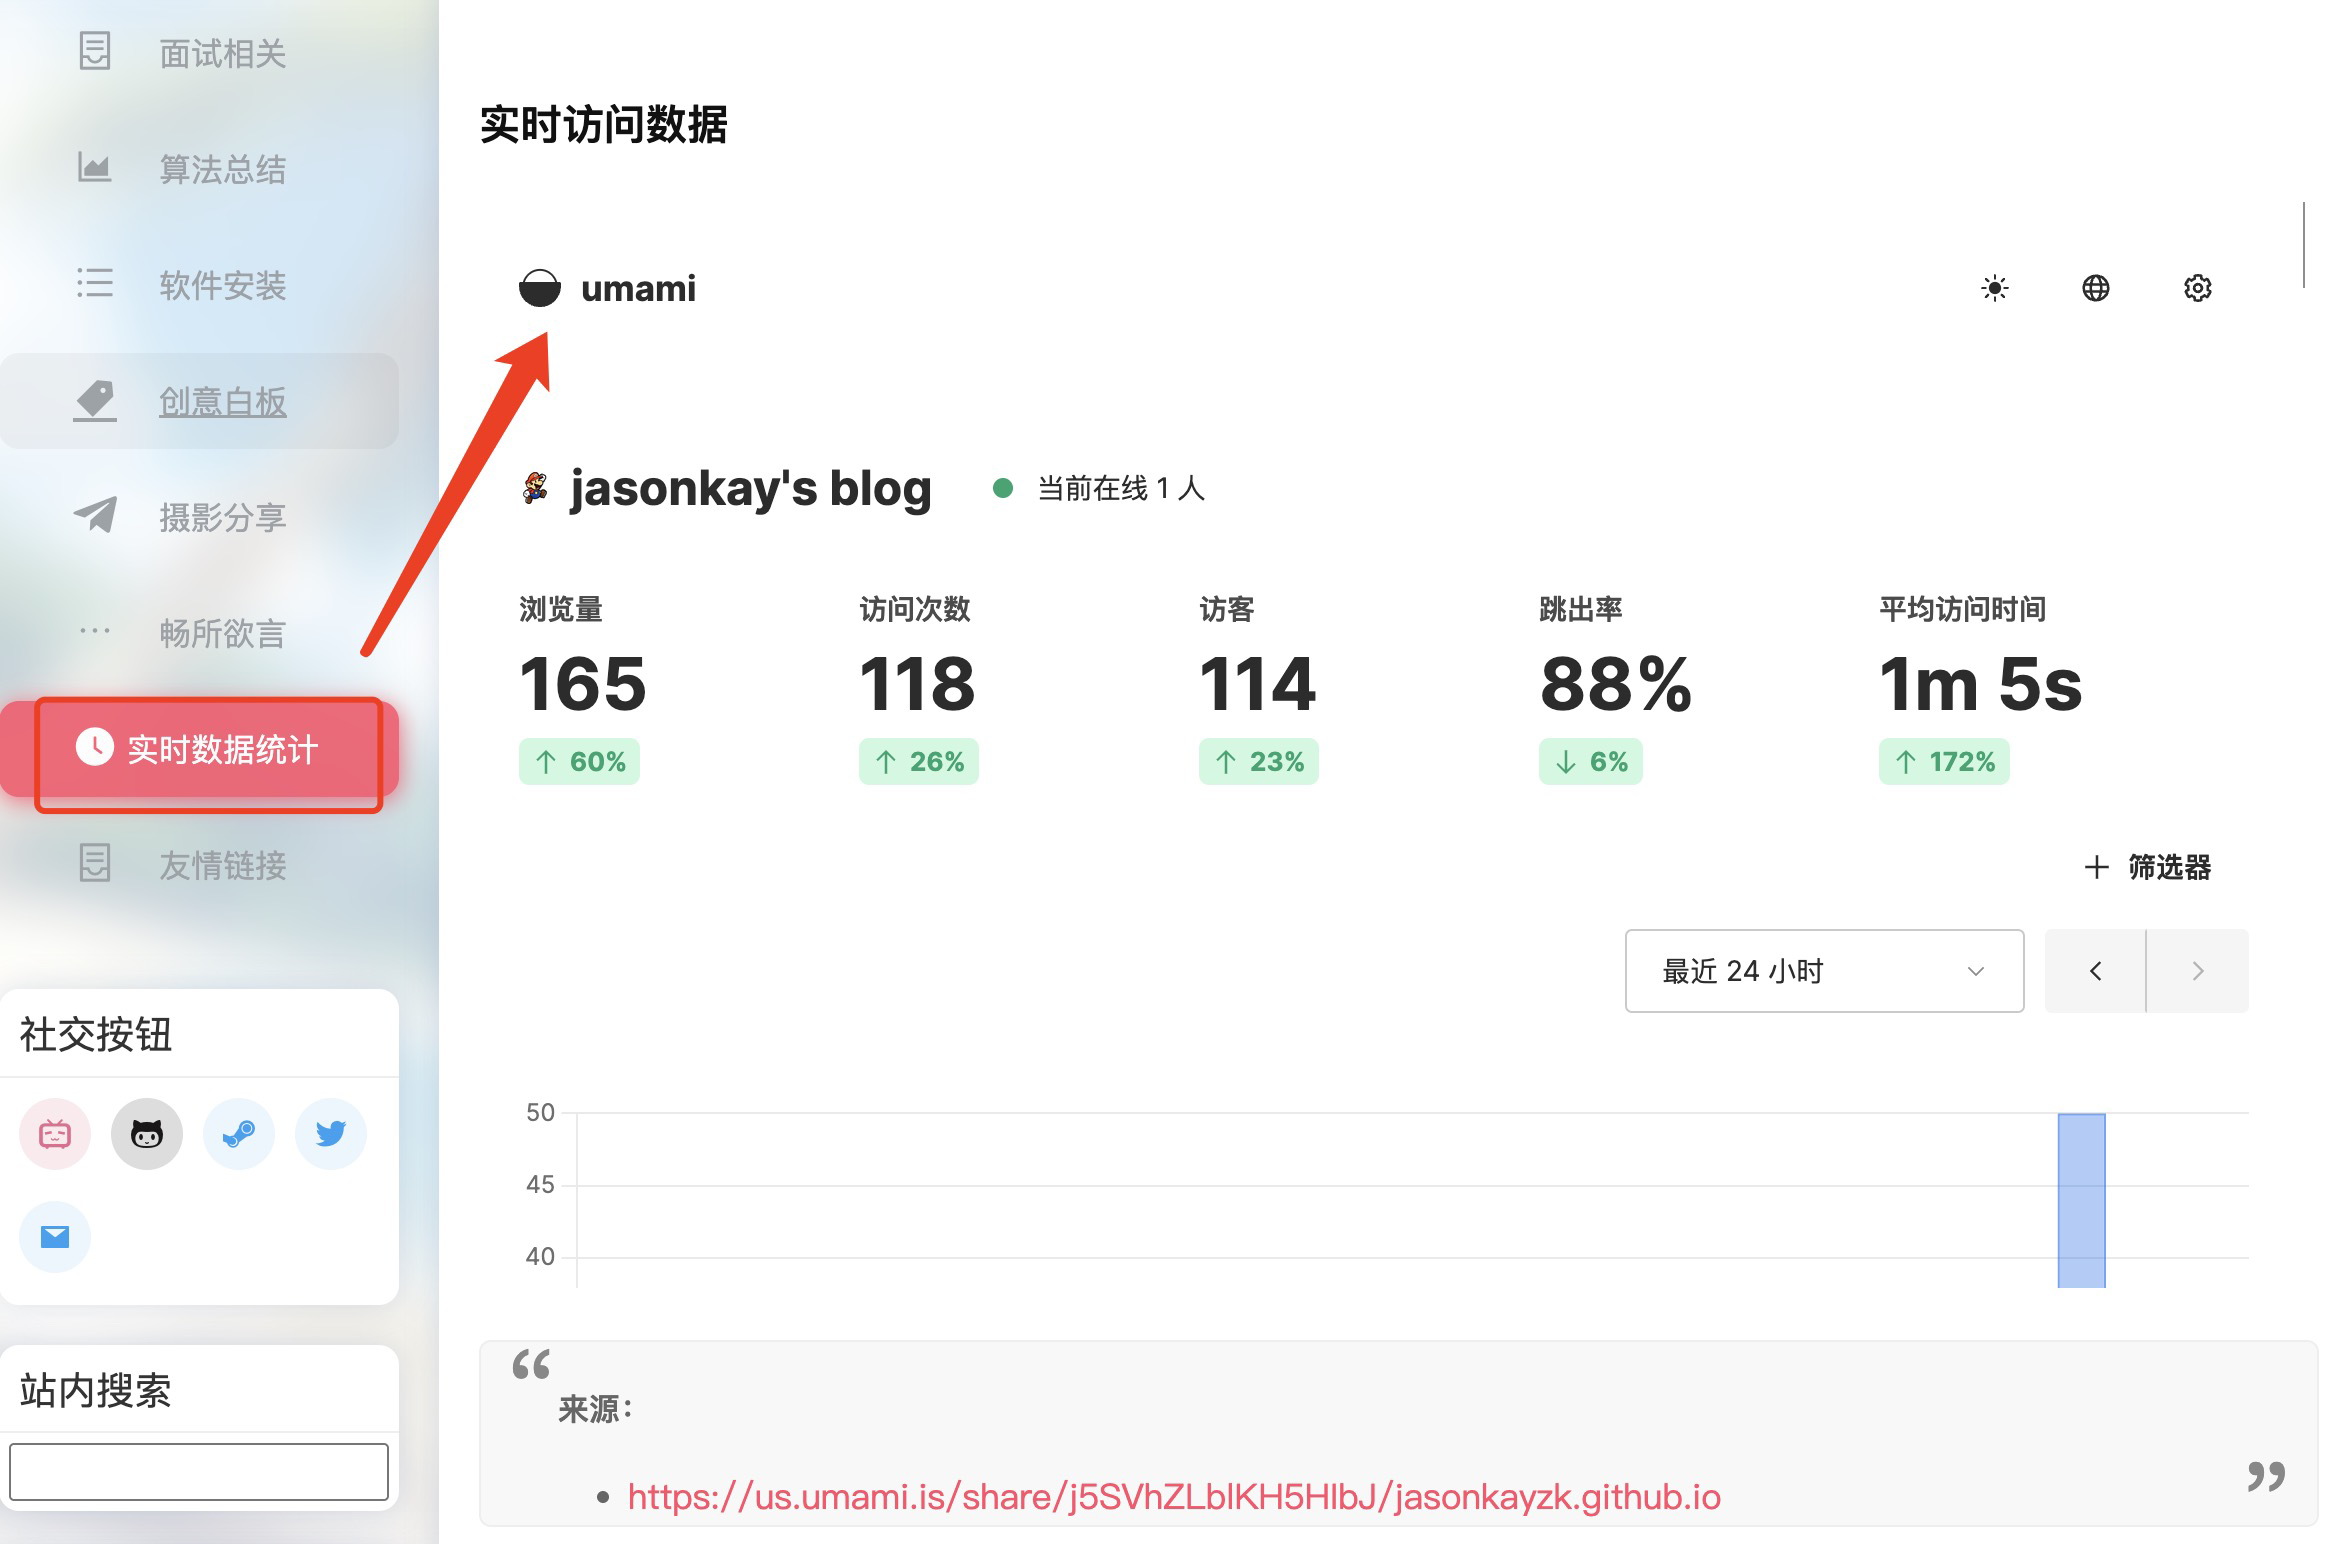 面试相关
算法总结
软件安装
创意白板
摄影分享
畅所欲言
实时数据统计
友情链接
社交按钮
站内搜索
实时访问数据
umami
jasonkay's blog
当前在线 1 人
浏览量
访问次数
访客
跳出率
平均访问时间
165
118
114
88%
1m 5s
↑ 60%
↑ 26%
↑ 23%
↓ 6%
↑ 172%
+ 筛选器
最近 24 小时
50
45
40
“
来源：
• https://us.umami.is/share/j5SVhZLblKH5HIbJ/jasonkayzk.github.io
”